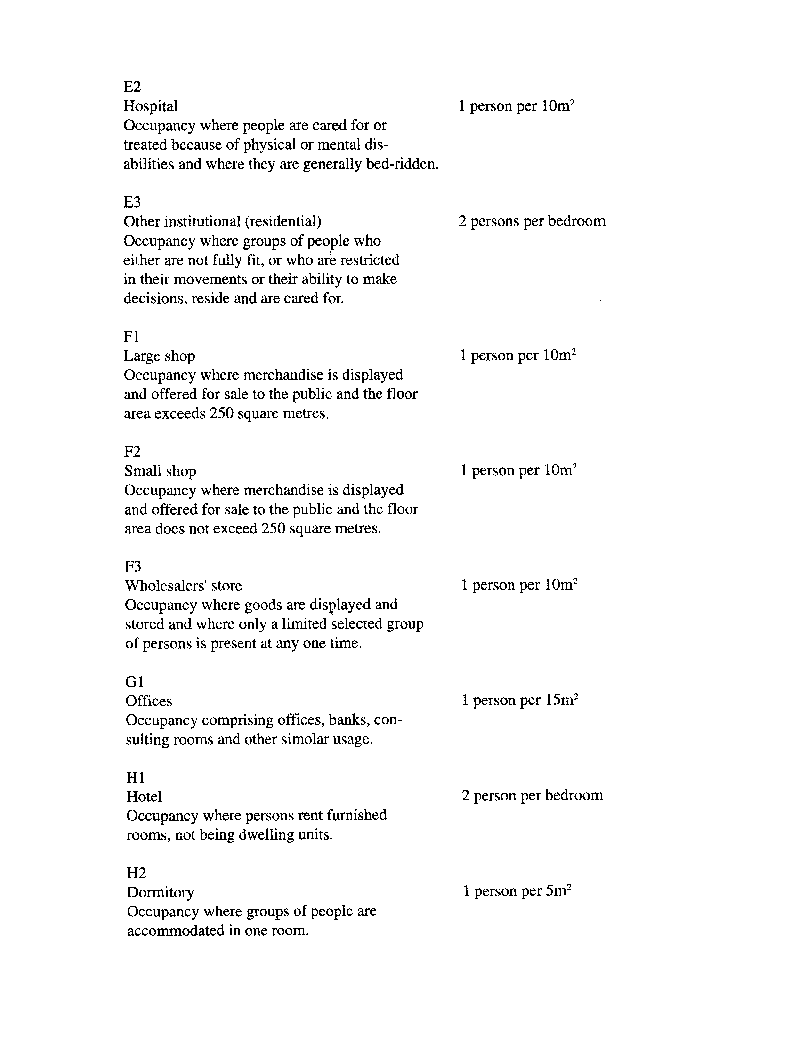 E2
Hospital 1 person per 10m²
Occupancy where people are cared for or
treated because of physical or mental dis-
abilities and where they are generally bed-ridden.
E3
Other institutional (residential) 2 persons per bedroom
Occupancy where groups of people who
either are not fully fit, or who are restricted
in their movements or their ability to make
decisions, reside and are cared for.
F1
Large shop 1 person per 10m²
Occupancy where merchandise is displayed
and offered for sale to the public and the floor
area exceeds 250 square metres.
F2
Small shop 1 person per 10m²
Occupancy where merchandise is displayed
and offered for sale to the public and the floor
area does not exceed 250 square metres.
F3
Wholesalers' store 1 person per 10m²
Occupancy where goods are displayed and
stored and where only a limited selected group
of persons is present at any one time.
G1
Offices 1 person per 15m²
Occupancy comprising offices, banks, con-
sulting rooms and other simolar usage.
H1
Hotel 2 person per bedroom
Occupancy where persons rent furnished
rooms, not being dwelling units.
H2
Dormitory 1 person per 5m²
Occupancy where groups of people are
accommodated in one room.